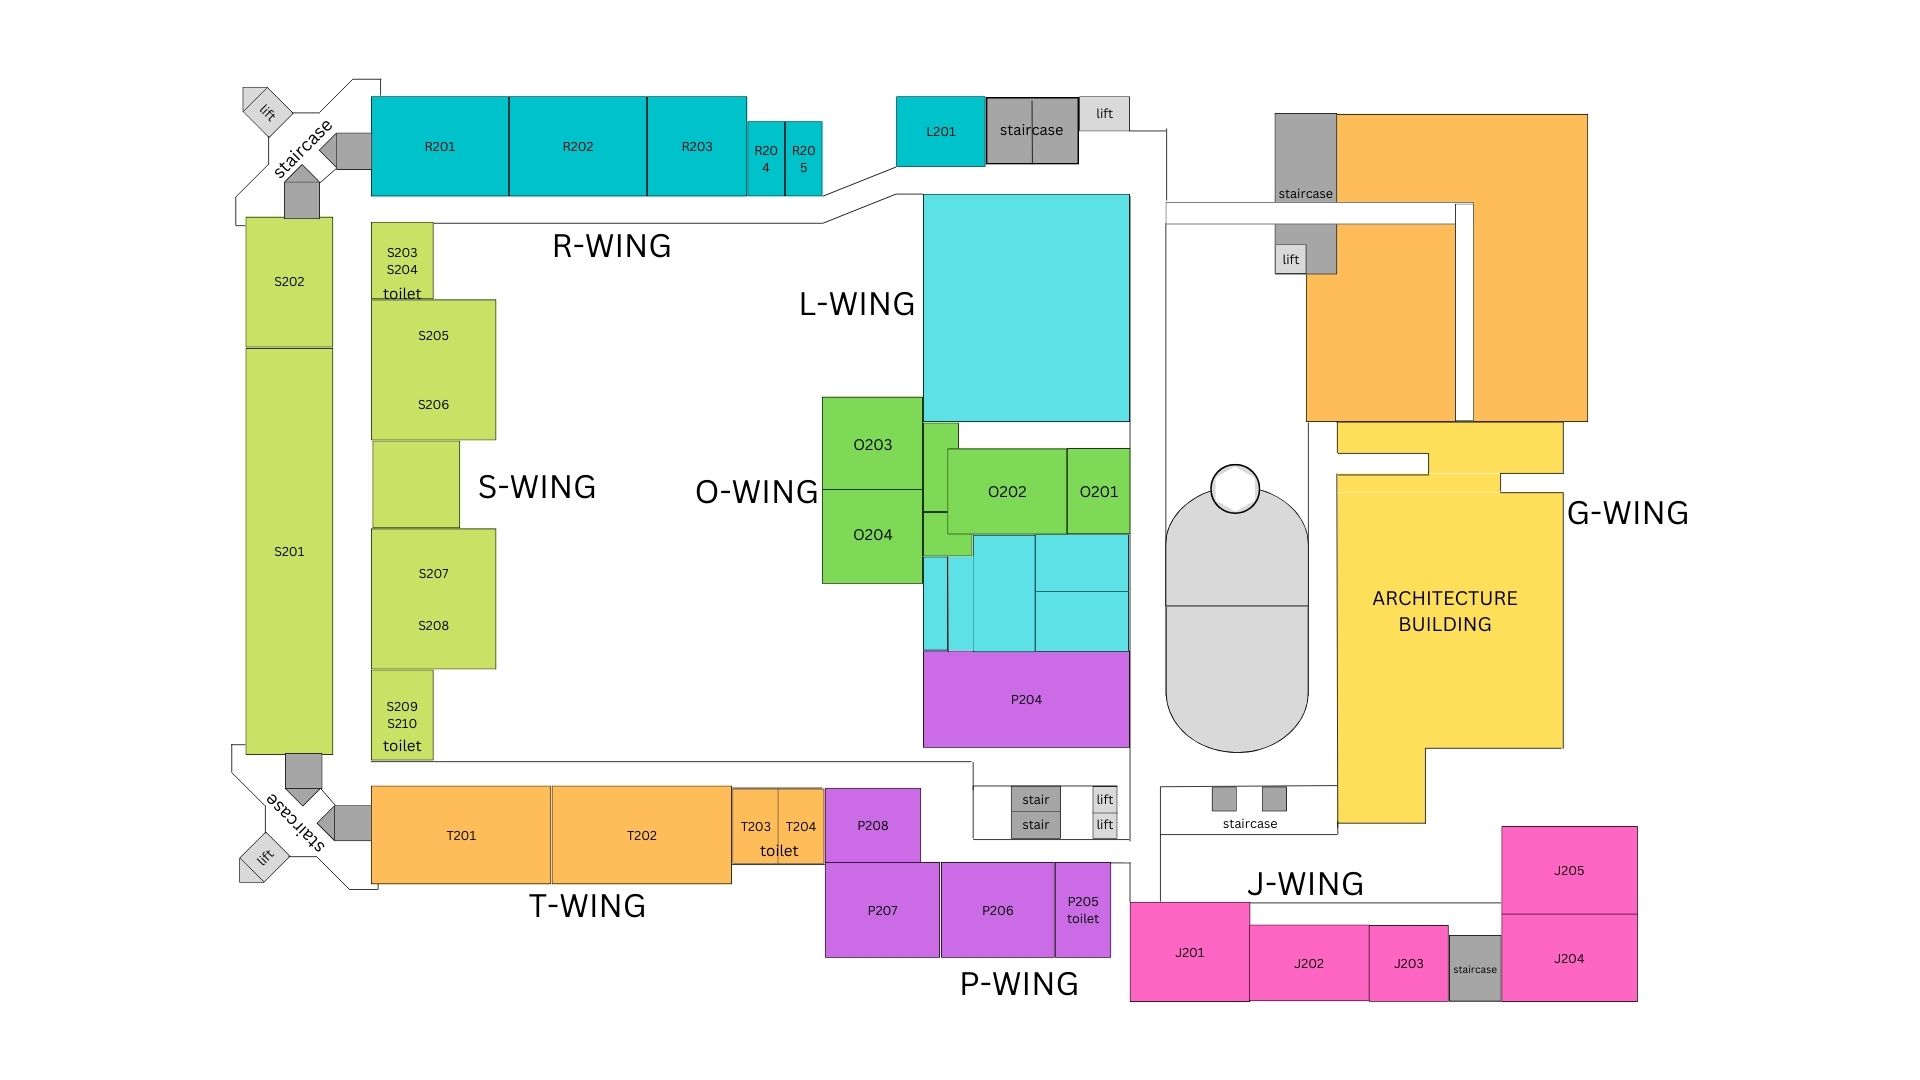 lift
staircase
R201
R202
R203
R20
4
R20
5
L201
staircase
lift
staircase
lift
R-WING
S202
S203
S204
toilet
S205
S206
L-WING
O203
O204
O-WING
O202
O201
S-WING
S201
S207
S208
S209
S210
toilet
G-WING
ARCHITECTURE
BUILDING
P204
staircase
lift
T201
T202
T203
T204
toilet
T-WING
P208
stair
stair
lift
lift
staircase
P207
P206
P205
toilet
P-WING
J-WING
J201
J202
J203
staircase
J205
J204